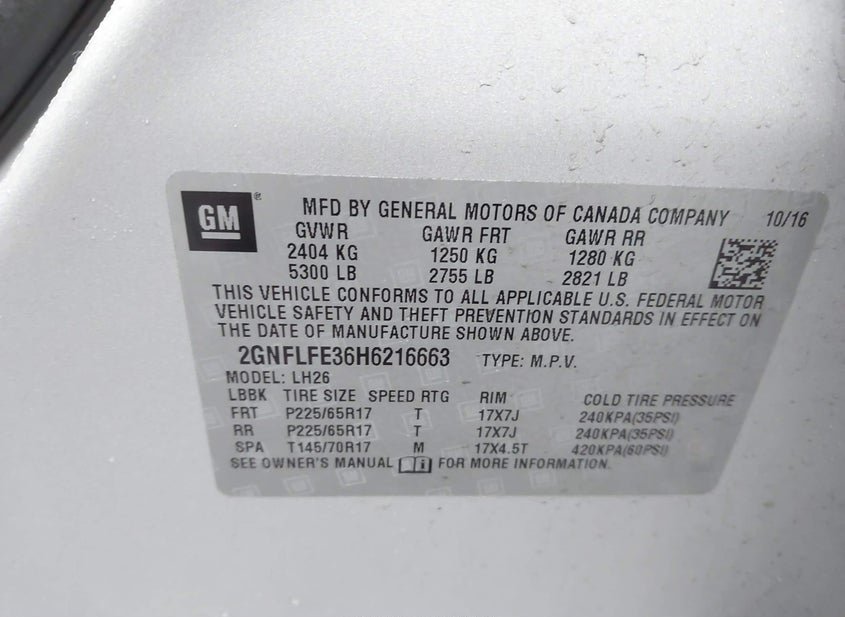 GM ® MFD BY GENERAL MOTORS OF CANADA COMPANY 10/16
GVWR GAWR FRT GAWR RR
2404 KG 1250 KG 1280 KG
5300 LB 2755 LB 2821 LB
THIS VEHICLE CONFORMS TO ALL APPLICABLE U.S. FEDERAL MOTOR
VEHICLE SAFETY AND THEFT PREVENTION STANDARDS IN EFFECT ON
THE DATE OF MANUFACTURE SHOWN ABOVE.
2GNFLFE36H6216663 TYPE: M.P.V.
MODEL: LH26
LBBK TIRE SIZE SPEED RTG RIM COLD TIRE PRESSURE
FRT P225/65R17 T 17X7J 240KPA(35PSI)
RR P225/65R17 T 17X7J 240KPA(35PSI)
SPA T145/70R17 M 17X4.5T 420KPA(60PSI)
SEE OWNER'S MANUAL FOR MORE INFORMATION.